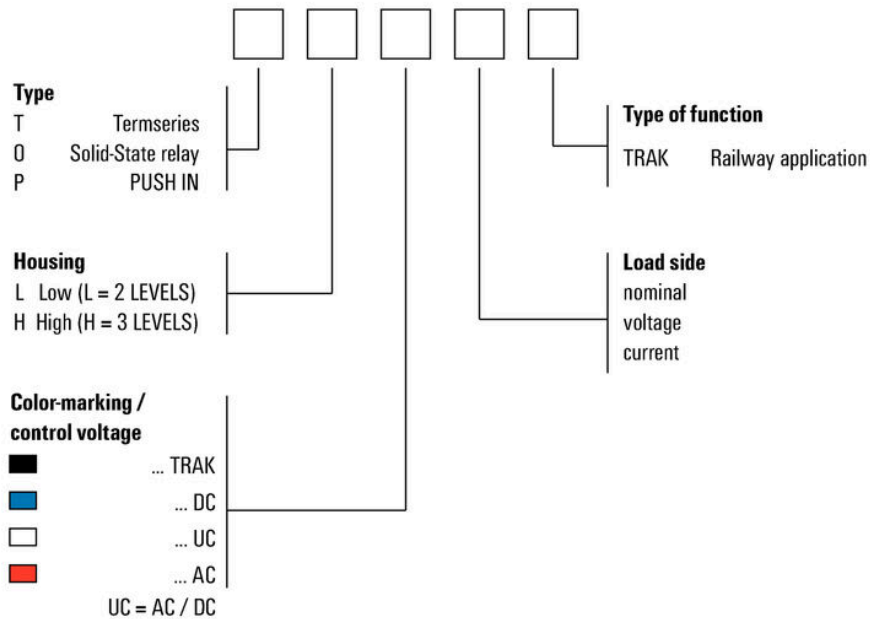 Type
T Termseries
O Solid-State relay
P PUSH IN
Housing
L Low (L = 2 LEVELS)
H High (H = 3 LEVELS)
Color-marking /
control voltage
... TRAK
... DC
... UC
... AC
UC = AC / DC
Type of function
TRAK Railway application
Load side
nominal
voltage
current